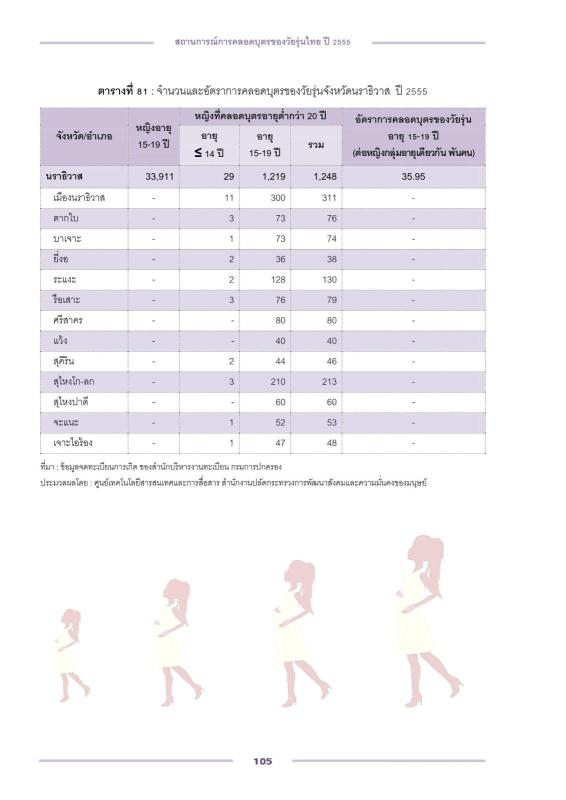 สถานการณ์การคลอดบุตรของวัยรุ่นไทย ปี 2555
ตารางที่ 81 : จำนวนและอัตราการคลอดบุตรของวัยรุ่นจังหวัดนราธิวาส ปี 2555
จังหวัด/อำเภอ หญิงอายุ 15-19 ปี หญิงที่คลอดบุตรอายุต่ำกว่า 20 ปี อัตราการคลอดบุตรของวัยรุ่น อายุ 15-19 ปี (ต่อหญิงกลุ่มอายุเดียวกัน พันคน)
อายุ ≤ 14 ปี อายุ 15-19 ปี รวม
นราธิวาส 33,911 29 1,219 1,248 35.95
เมืองนราธิวาส - 11 300 311 -
ตากใบ - 3 73 76 -
บาเจาะ - 1 73 74 -
ยี่งอ - 2 36 38 -
ระแงะ - 2 128 130 -
รือเสาะ - 3 76 79 -
ศรีสาคร - - 80 80 -
แว้ง - - 40 40 -
สุคิริน - 2 44 46 -
สุไหงโก-ลก - 3 210 213 -
สุไหงปาดี - - 60 60 -
จะแนะ - 1 52 53 -
เจาะไอร้อง - 1 47 48 -
ที่มา : ข้อมูลจดทะเบียนการเกิด ของสำนักบริหารงานทะเบียน กรมการปกครอง
ประมวลผลโดย : ศูนย์เทคโนโลยีสารสนเทศและการสื่อสาร สำนักงานปลัดกระทรวงการพัฒนาสังคมและความมั่นคงของมนุษย์
105